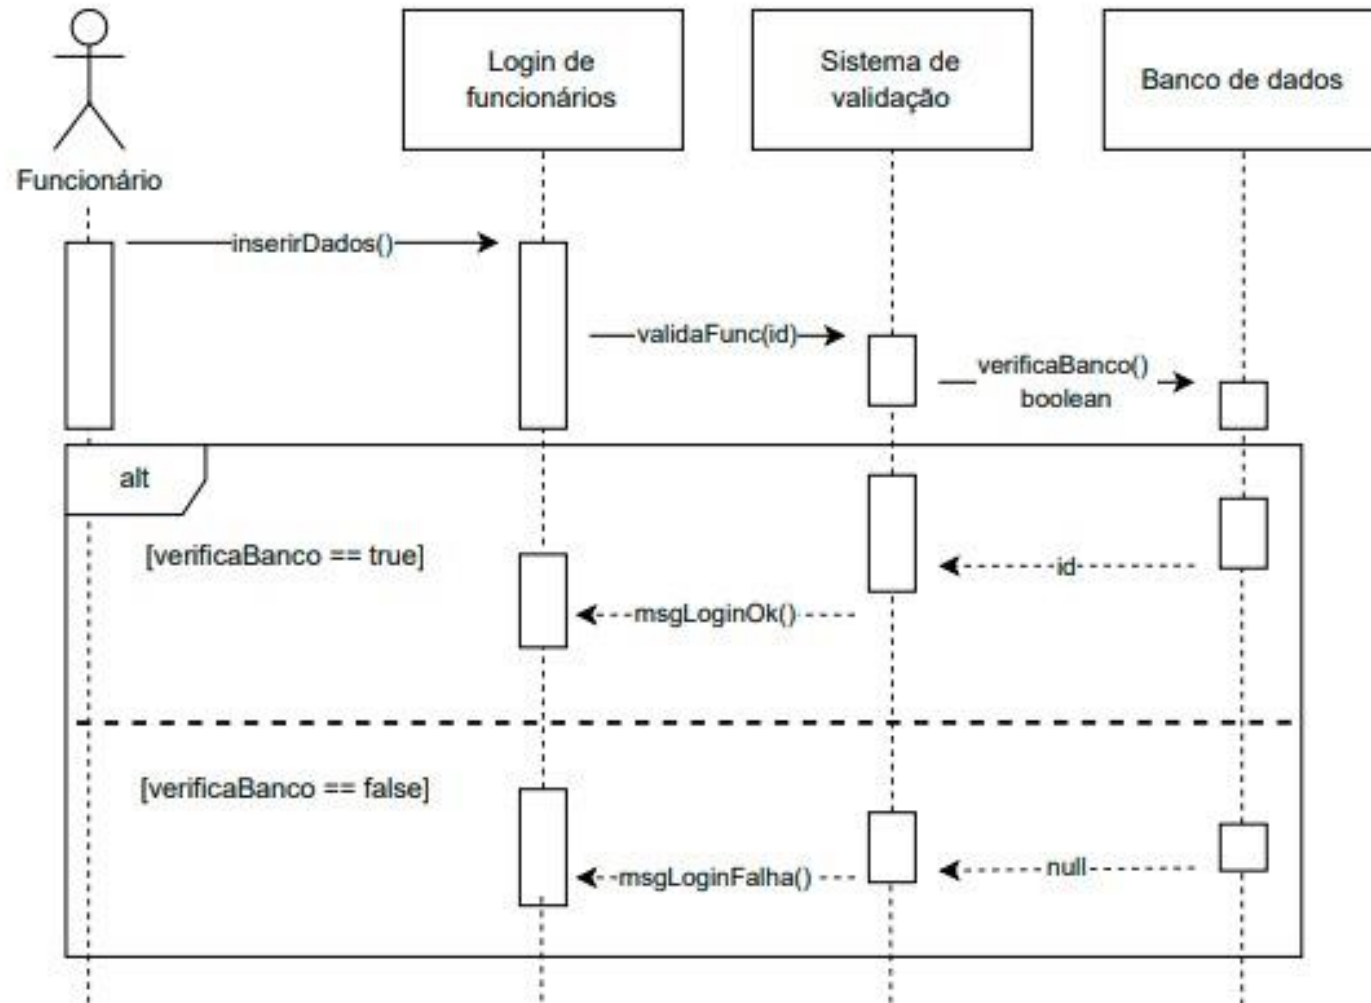 Login de
funcionários
Sistema de
validação
Banco de dados
Funcionário
inserirDados()
validaFunc(id)
verificaBanco()
boolean
alt
[verificaBanco == true]
id
msgLoginOk()
[verificaBanco == false]
null
msgLoginFalha()